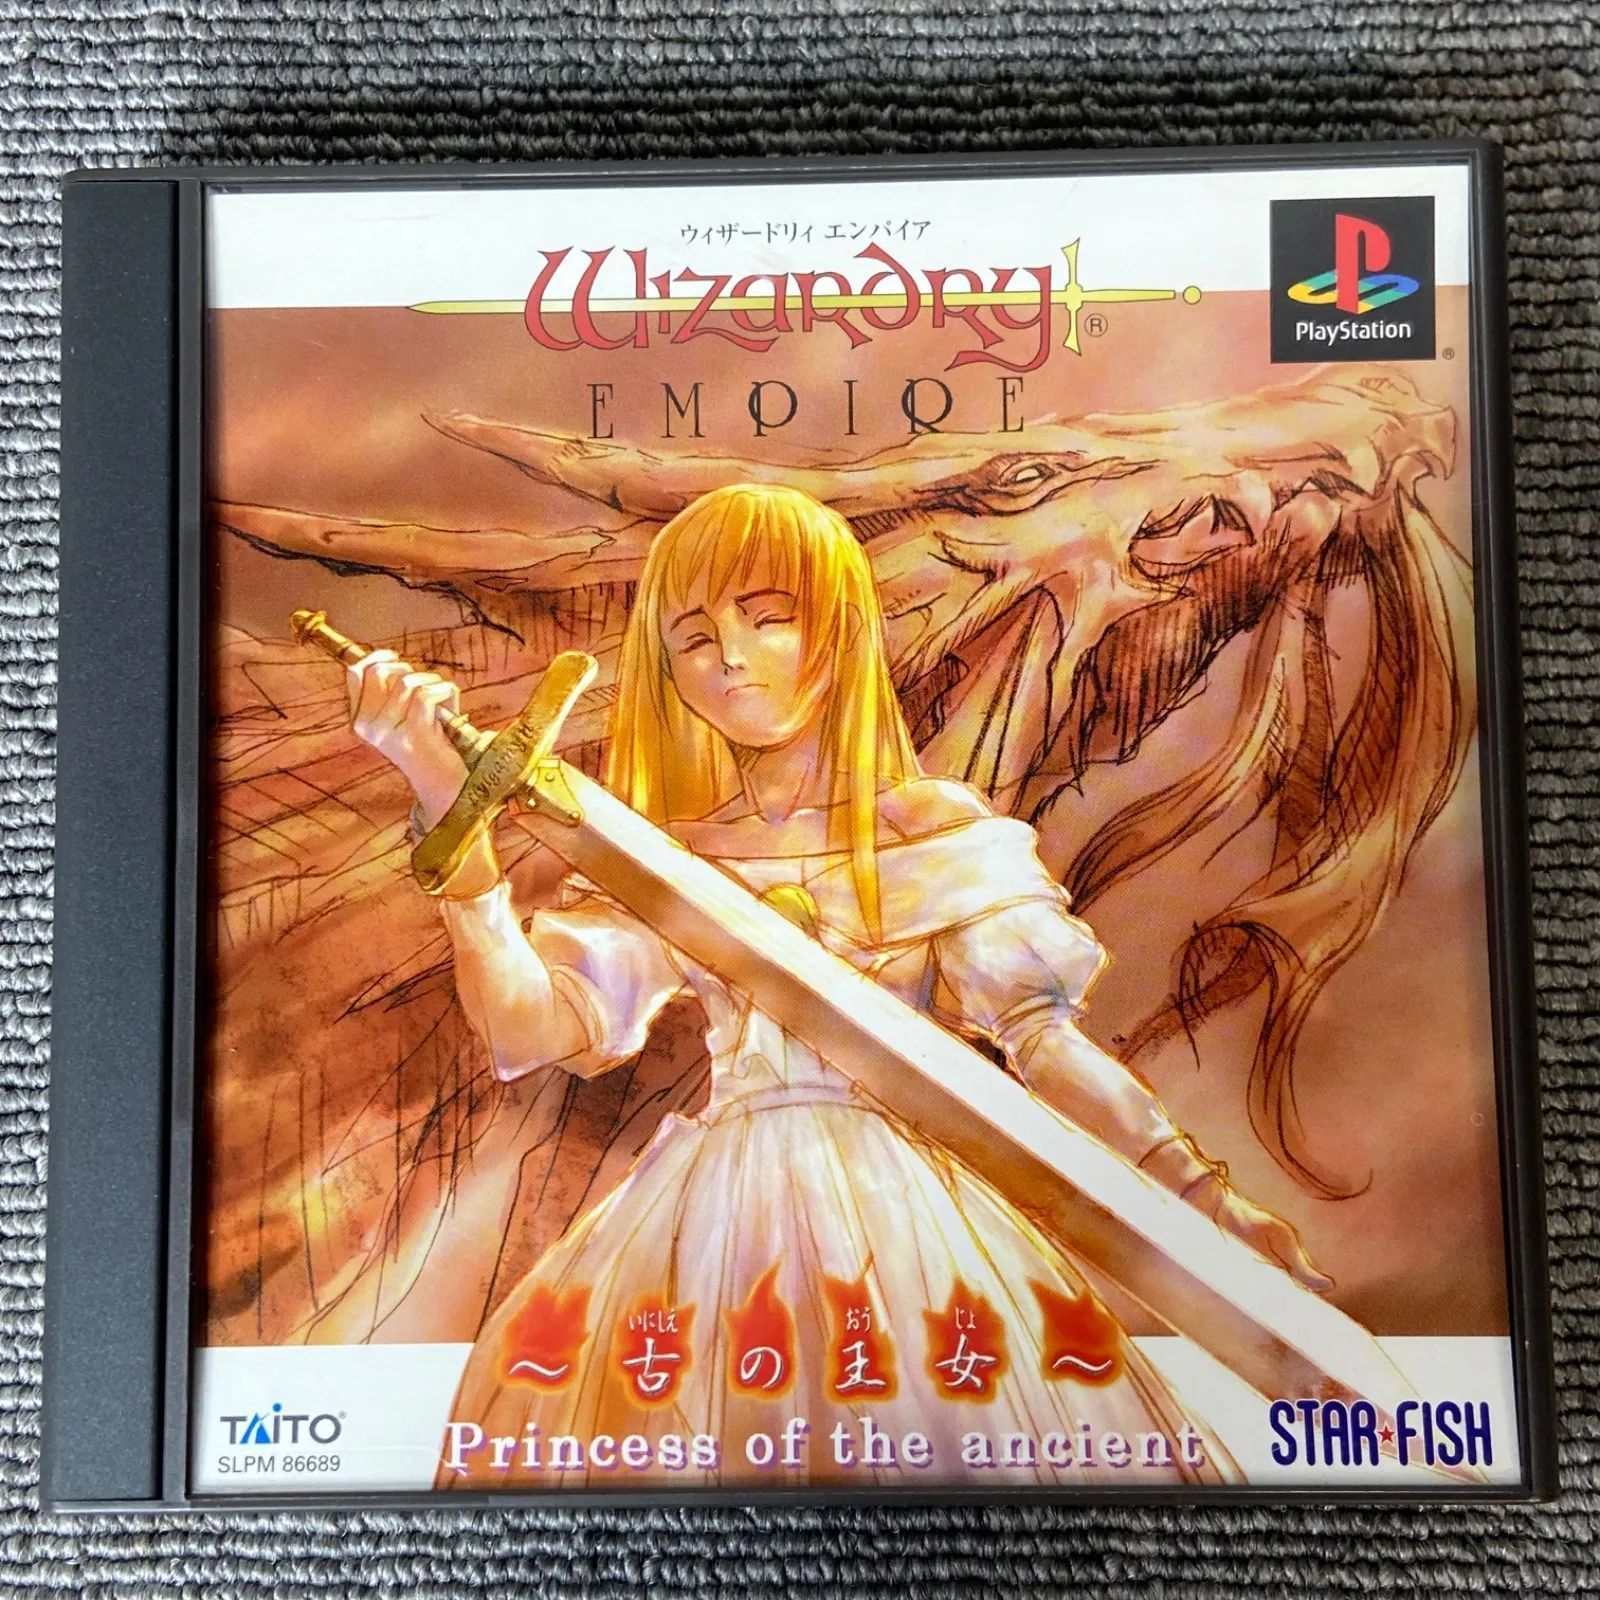 ウィザードリィ エンパイア
Wizardry®
EMPIRE
PlayStation®
いにしえ おう じょ
～古の王女～
Princess of the ancient
TAITO®
SLPM 86689
STAR★FISH